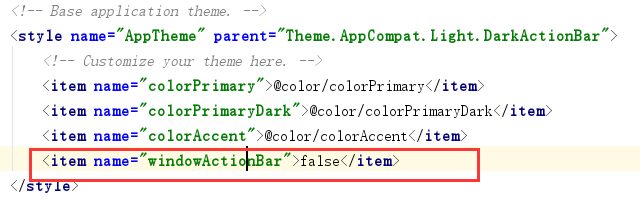 <!-- Base application theme. -->
<style name="AppTheme" parent="Theme.AppCompat.Light.DarkActionBar">
<!-- Customize your theme here. -->
<item name="colorPrimary">@color/colorPrimary</item>
<item name="colorPrimaryDark">@color/colorPrimaryDark</item>
<item name="colorAccent">@color/colorAccent</item>
<item name="windowActionBar">false</item>
</style>